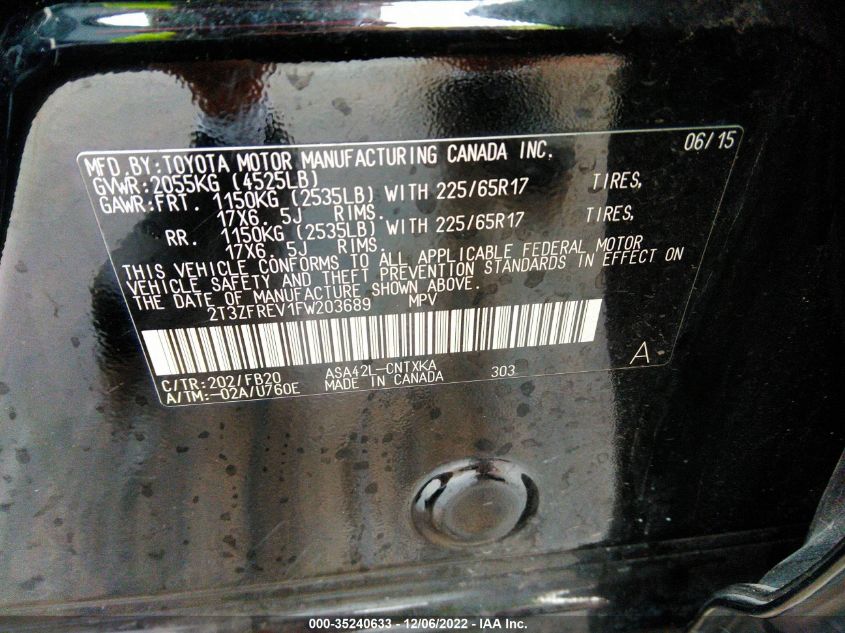 MFD. BY: TOYOTA MOTOR MANUFACTURING CANADA INC. 06/15
GVWR: 2055KG (4525LB)
GAWR: FRT. 1150KG (2535LB) WITH 225/65R17 TIRES,
17X6. 5J RIMS.
RR. 1150KG (2535LB) WITH 225/65R17 TIRES,
17X6. 5J RIMS.
THIS VEHICLE CONFORMS TO ALL APPLICABLE FEDERAL MOTOR
VEHICLE SAFETY AND THEFT PREVENTION STANDARDS IN EFFECT ON
THE DATE OF MANUFACTURE SHOWN ABOVE.
2T3ZFREV1FW203689 MPV
A
C/TR: 202/FB20 ASA42L-CNTXKA 303
A/TM: -02A/U760E MADE IN CANADA
000-35240633 - 12/06/2022 - IAA Inc.